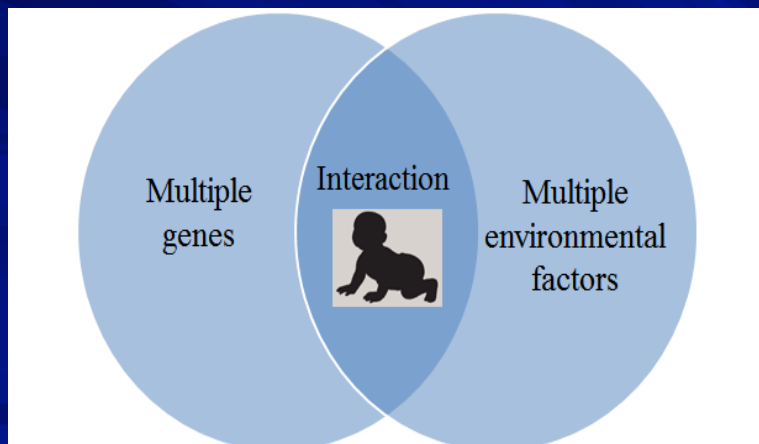 Multiple
genes
Interaction
Multiple
environmental
factors